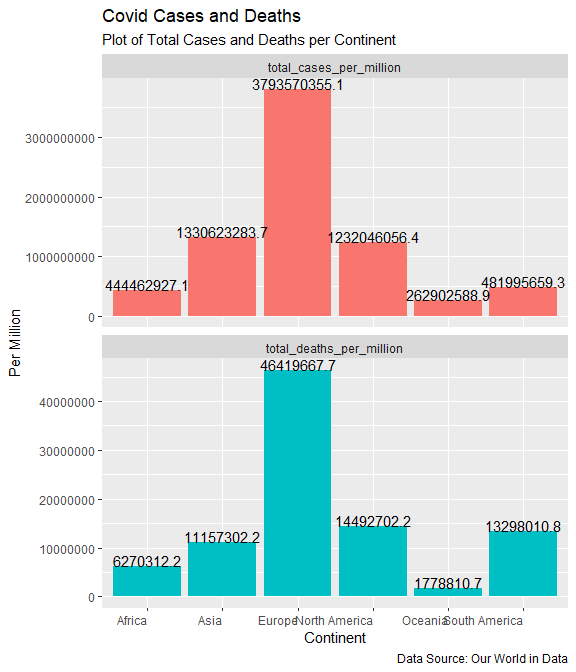 Covid Cases and Deaths
Plot of Total Cases and Deaths per Continent
total_cases_per_million
3793570355.1
3000000000
2000000000
1330623283.7
1232046056.4
1000000000
444462927.1
262902588.9
481995659.3
0
Per Million
total_deaths_per_million
46419667.7
40000000
30000000
20000000
14492702.2
13298010.8
11157302.2
10000000
6270312.2
1778810.7
0
Africa Asia Europe North America Oceania South America
Continent
Data Source: Our World in Data